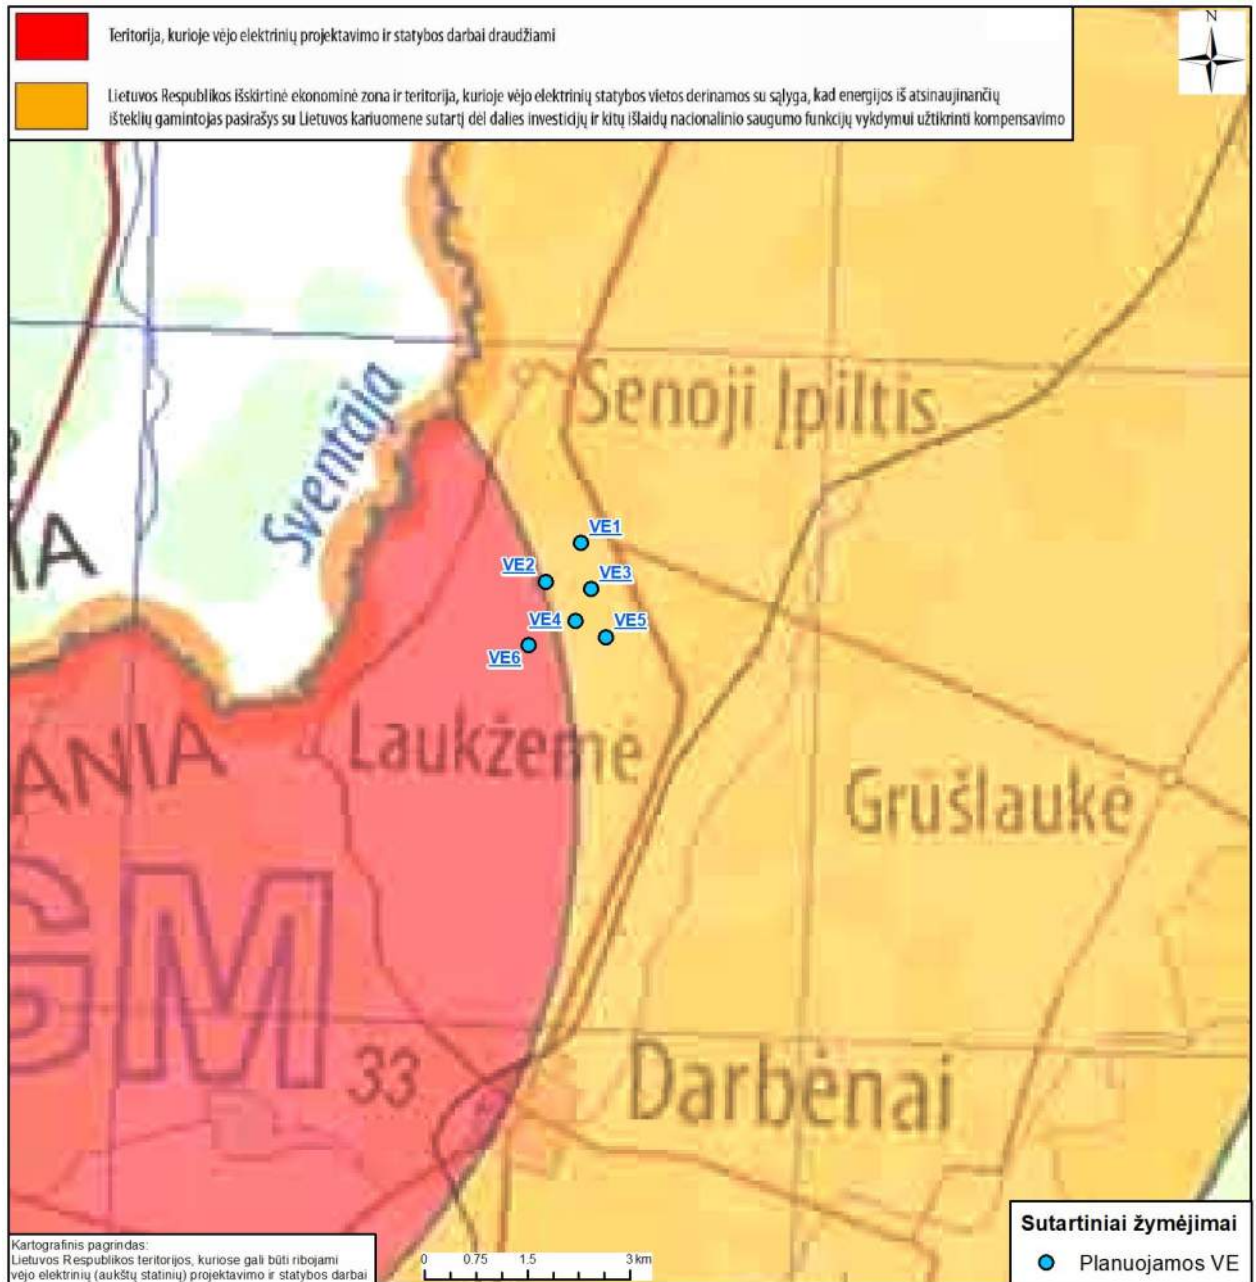 Teritorija, kurioje vėjo elektrinių projektavimo ir statybos darbai draudžiami
Lietuvos Respublikos išskirtinė ekonominė zona ir teritorija, kurioje vėjo elektrinių statybos vietos derinamos su sąlyga, kad energijos iš atsinaujinančių
išteklių gamintojas pasirašys su Lietuvos kariuomene sutartį dėl dalies investicijų ir kitų išlaidų nacionalinio saugumo funkcijų vykdymui užtikrinti kompensavimo
N
Senoji Įpiltis
Sventāja
VE1
VE2
VE3
VE4
VE5
VE6
Laukžemė
ANIA
Grūšlaukė
GM
33
Darbėnai
Kartografinis pagrindas:
Lietuvos Respublikos teritorijos, kuriose gali būti ribojami
vėjo elektrinių (aukštų statinių) projektavimo ir statybos darbai
0 0.75 1.5 3 km
Sutartiniai žymėjimai
Planuojamos VE